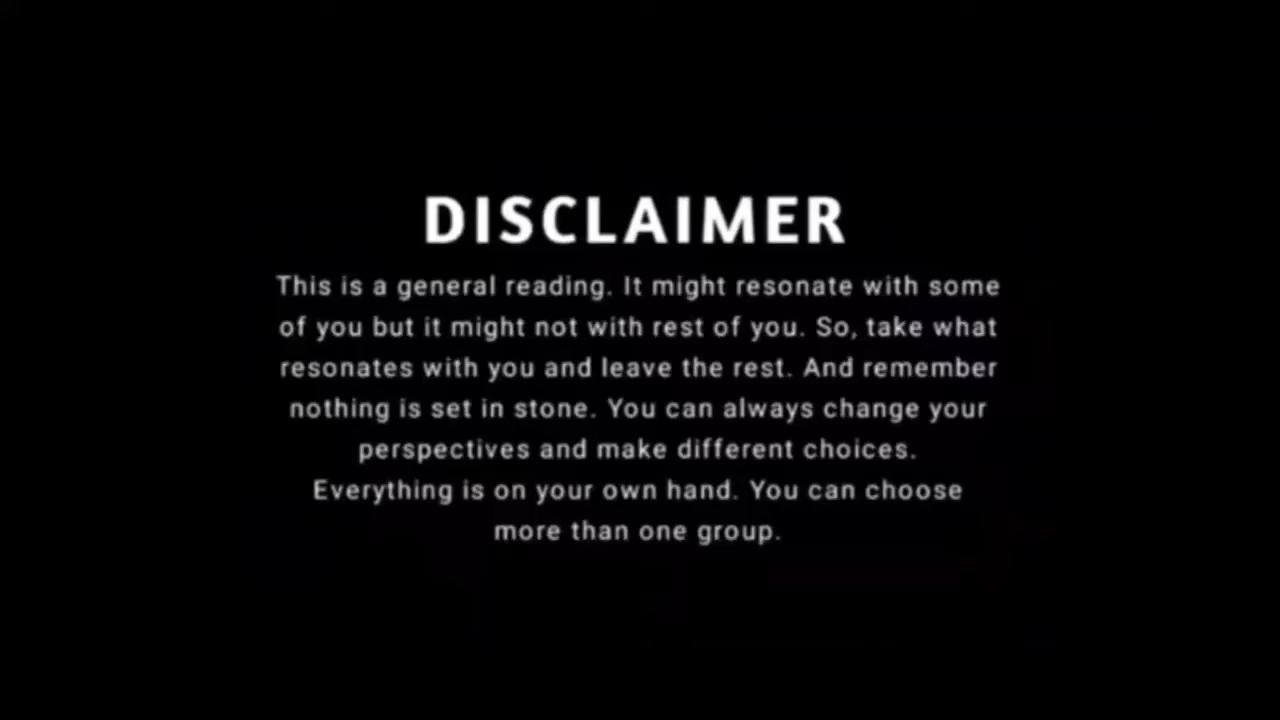 DISCLAIMER
This is a general reading. It might resonate with some
of you but it might not with rest of you. So, take what
resonates with you and leave the rest. And remember
nothing is set in stone. You can always change your
perspectives and make different choices.
Everything is on your own hand. You can choose
more than one group.